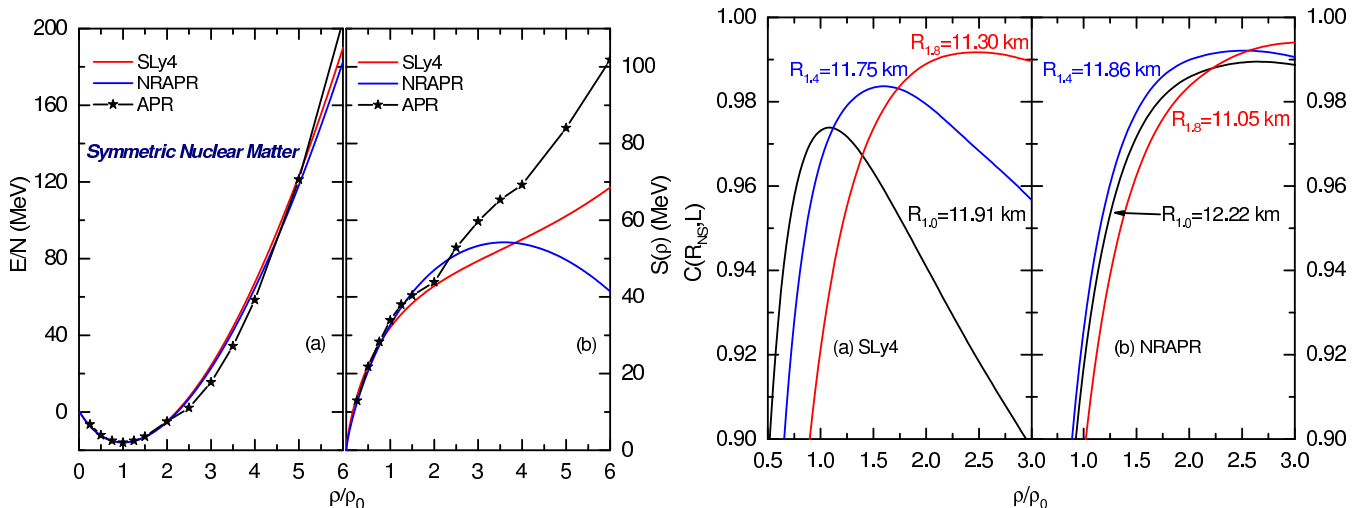 200
160
120
80
40
0
E/N (MeV)
SLy4
NRAPR
APR
Symmetric Nuclear Matter
(a)
0 1 2 3 4 5 6
SLy4
NRAPR
APR
(b)
1 2 3 4 5 6
ρ/ρ0
100
80
60
40
20
0
S(ρ) (MeV)
1.00
0.98
0.96
0.94
0.92
0.90
C(R_NS,L)
R1.8=11.30 km
R1.4=11.75 km
R1.0=11.91 km
(a) SLy4
0.5 1.0 1.5 2.0 2.5 3.0
R1.4=11.86 km
R1.8=11.05 km
R1.0=12.22 km
(b) NRAPR
1.0 1.5 2.0 2.5 3.0
ρ/ρ0
1.00
0.98
0.96
0.94
0.92
0.90